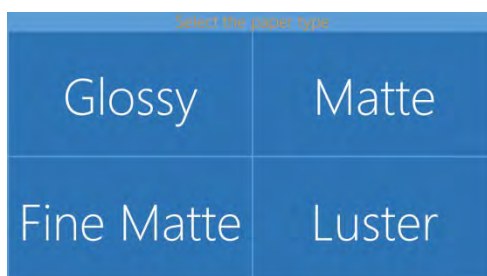 Select the paper type
Glossy
Matte
Fine Matte
Luster